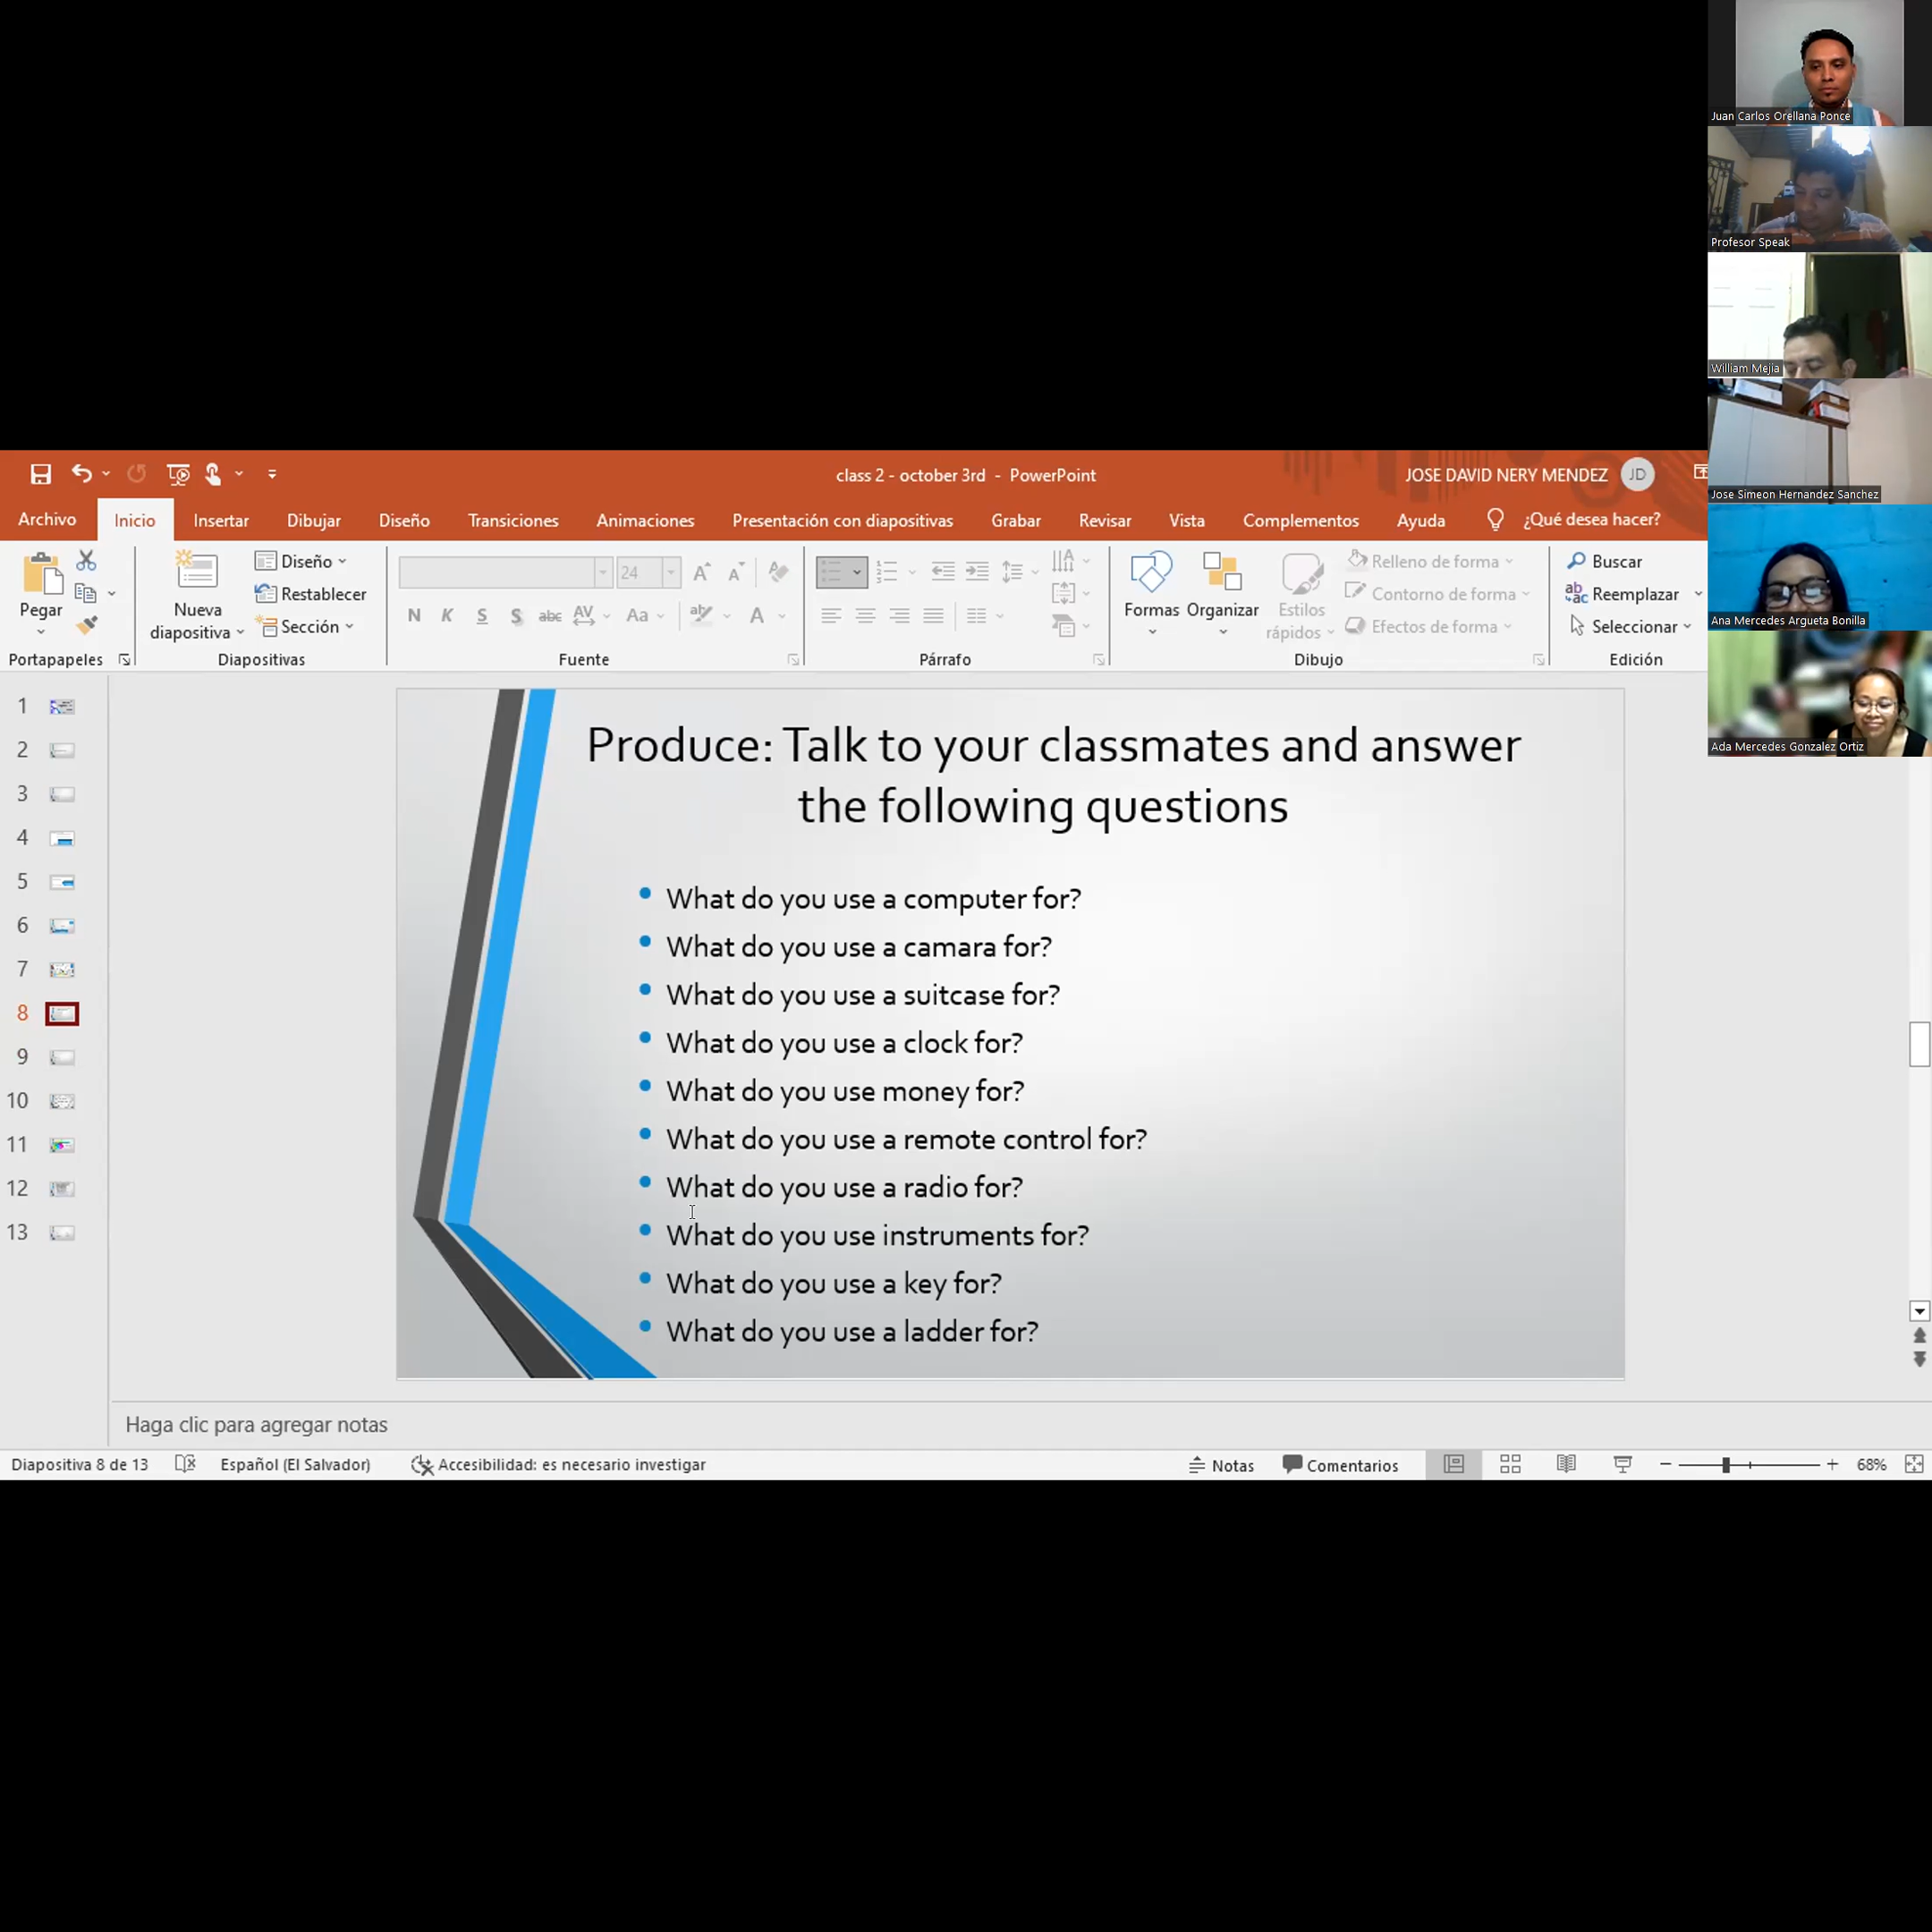 Juan Carlos Orellana Ponce
Profesor Speak
William Mejia
Jose Simeon Hernandez Sanchez
Ana Mercedes Argueta Bonilla
Ada Mercedes Gonzalez Ortiz
class 2 - october 3rd - PowerPoint
JOSE DAVID NERY MENDEZ JD
Archivo Inicio Insertar Dibujar Diseño Transiciones Animaciones Presentación con diapositivas Grabar Revisar Vista Complementos Ayuda ¿Qué desea hacer?
Pegar
Portapapeles
Nueva
diapositiva
Diseño
Restablecer
Sección
Diapositivas
24
N K S S abc AV Aa A
Fuente
Párrafo
Formas
Organizar
Estilos
rápidos
Relleno de forma
Contorno de forma
Efectos de forma
Dibujo
Buscar
Reemplazar
Seleccionar
Edición
1
2
3
4
5
6
7
8
9
10
11
12
13
Produce: Talk to your classmates and answer
the following questions
• What do you use a computer for?
• What do you use a camara for?
• What do you use a suitcase for?
• What do you use a clock for?
• What do you use money for?
• What do you use a remote control for?
• What do you use a radio for?
• What do you use instruments for?
• What do you use a key for?
• What do you use a ladder for?
Haga clic para agregar notas
Diapositiva 8 de 13 Español (El Salvador) Accesibilidad: es necesario investigar Notas Comentarios 68%